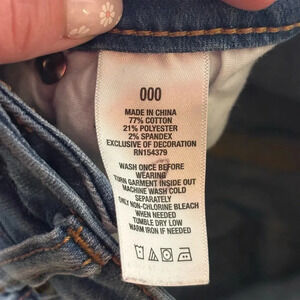 000
MADE IN CHINA
77% COTTON
21% POLYESTER
2% SPANDEX
EXCLUSIVE OF DECORATION
RN154379
WASH ONCE BEFORE
WEARING
TURN GARMENT INSIDE OUT
MACHINE WASH COLD
SEPARATELY
ONLY NON-CHLORINE BLEACH
WHEN NEEDED
TUMBLE DRY LOW
WARM IRON IF NEEDED